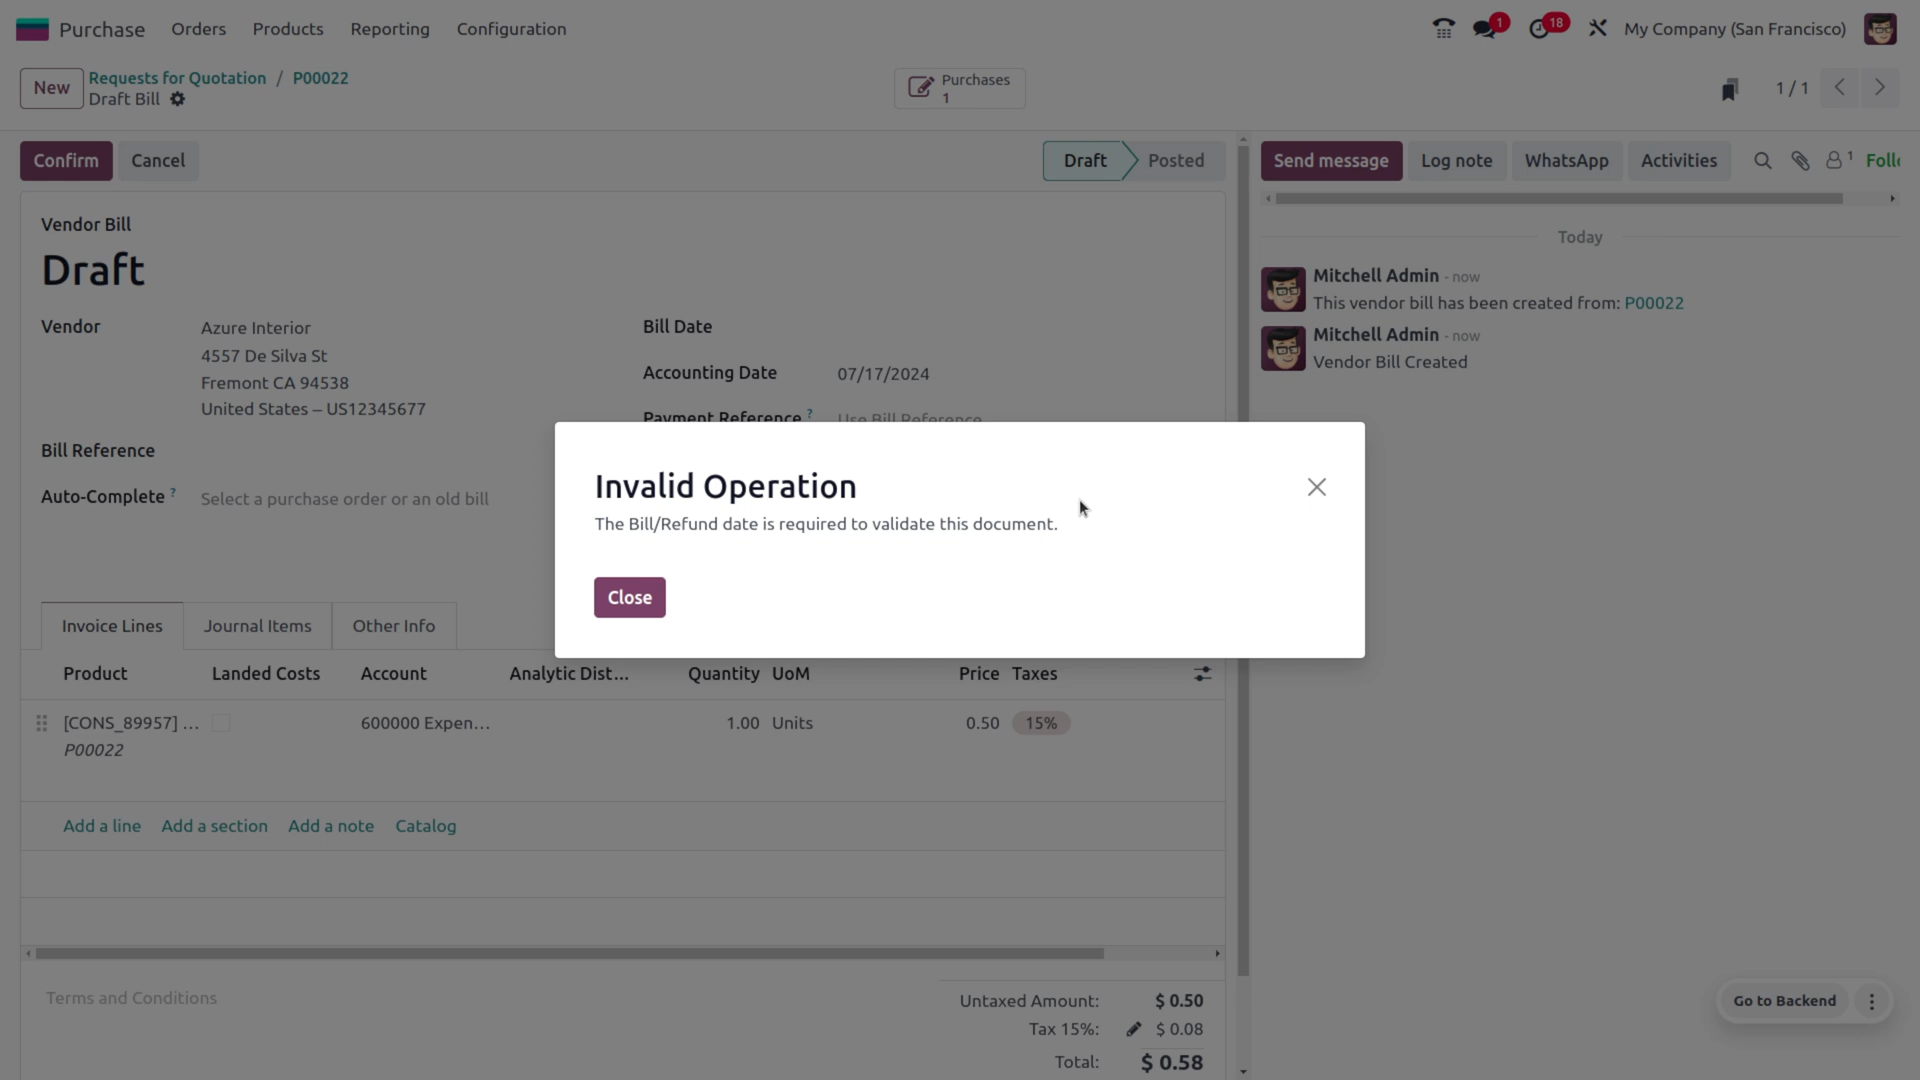 Purchase Orders Products Reporting Configuration 1 18 My Company (San Francisco)
New Requests for Quotation / P00022
Draft Bill
Purchases
1
1 / 1
Confirm Cancel Draft Posted Send message Log note WhatsApp Activities 1 Follo
Today
Vendor Bill
Draft
Mitchell Admin - now
This vendor bill has been created from: P00022
Mitchell Admin - now
Vendor Bill Created
Vendor Azure Interior
4557 De Silva St
Fremont CA 94538
United States – US12345677
Bill Date
Accounting Date 07/17/2024
Payment Reference ? Use Bill Reference
Bill Reference
Auto-Complete ? Select a purchase order or an old bill
Invalid Operation
The Bill/Refund date is required to validate this document.
Close
Invoice Lines Journal Items Other Info
Product Landed Costs Account Analytic Dist... Quantity UoM Price Taxes
[CONS_89957] ... 600000 Expen... 1.00 Units 0.50 15%
P00022
Add a line Add a section Add a note Catalog
Terms and Conditions
Untaxed Amount: $ 0.50
Tax 15%: $ 0.08
Total: $ 0.58
Go to Backend